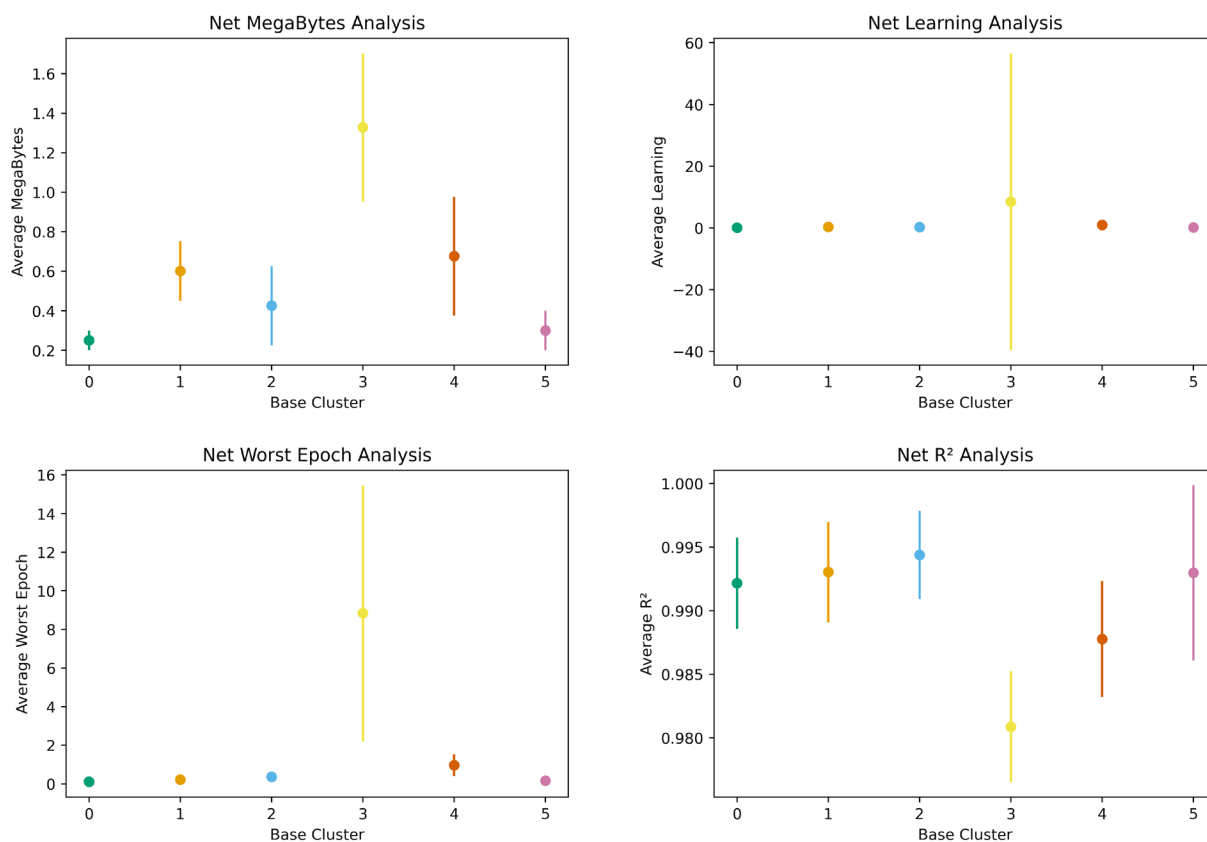 Net MegaBytes Analysis
Average MegaBytes
1.6
1.4
1.2
1.0
0.8
0.6
0.4
0.2
0 1 2 3 4 5
Base Cluster
Net Learning Analysis
Average Learning
60
40
20
0
−20
−40
0 1 2 3 4 5
Base Cluster
Net Worst Epoch Analysis
Average Worst Epoch
16
14
12
10
8
6
4
2
0
0 1 2 3 4 5
Base Cluster
Net R² Analysis
Average R²
1.000
0.995
0.990
0.985
0.980
0 1 2 3 4 5
Base Cluster